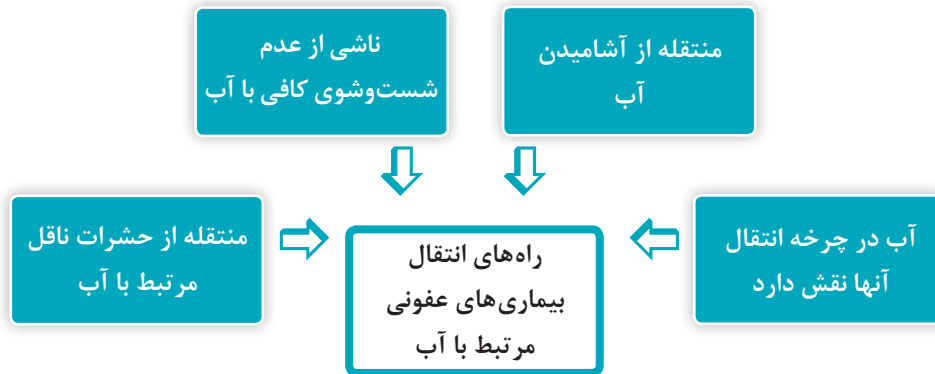 منتقله از آشامیدن
آب
ناشی از عدم
شست‌وشوی کافی با آب
آب در چرخه انتقال
آنها نقش دارد
راه‌های انتقال
بیماری‌های عفونی
مرتبط با آب
منتقله از حشرات ناقل
مرتبط با آب